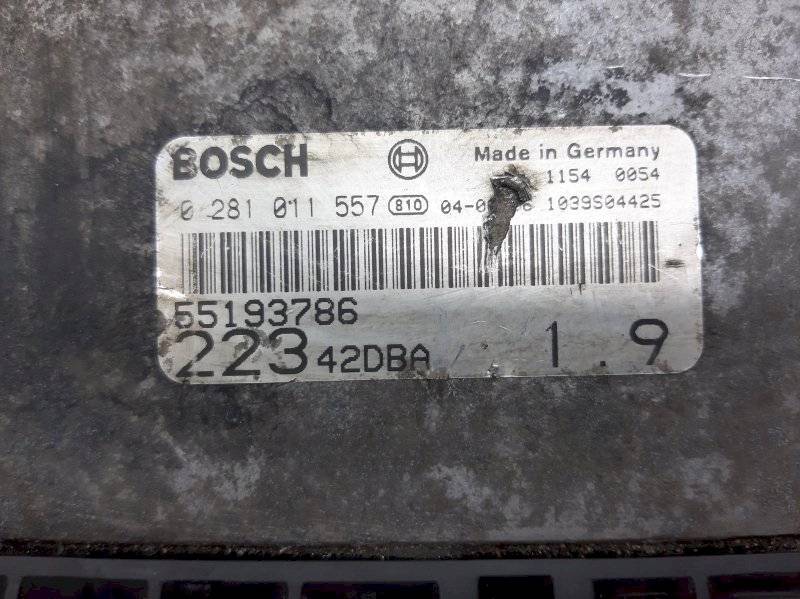 BOSCH Made in Germany
1154 0054
0 281 011 557 810 1039S04425
55193786
223 42DBA 1.9